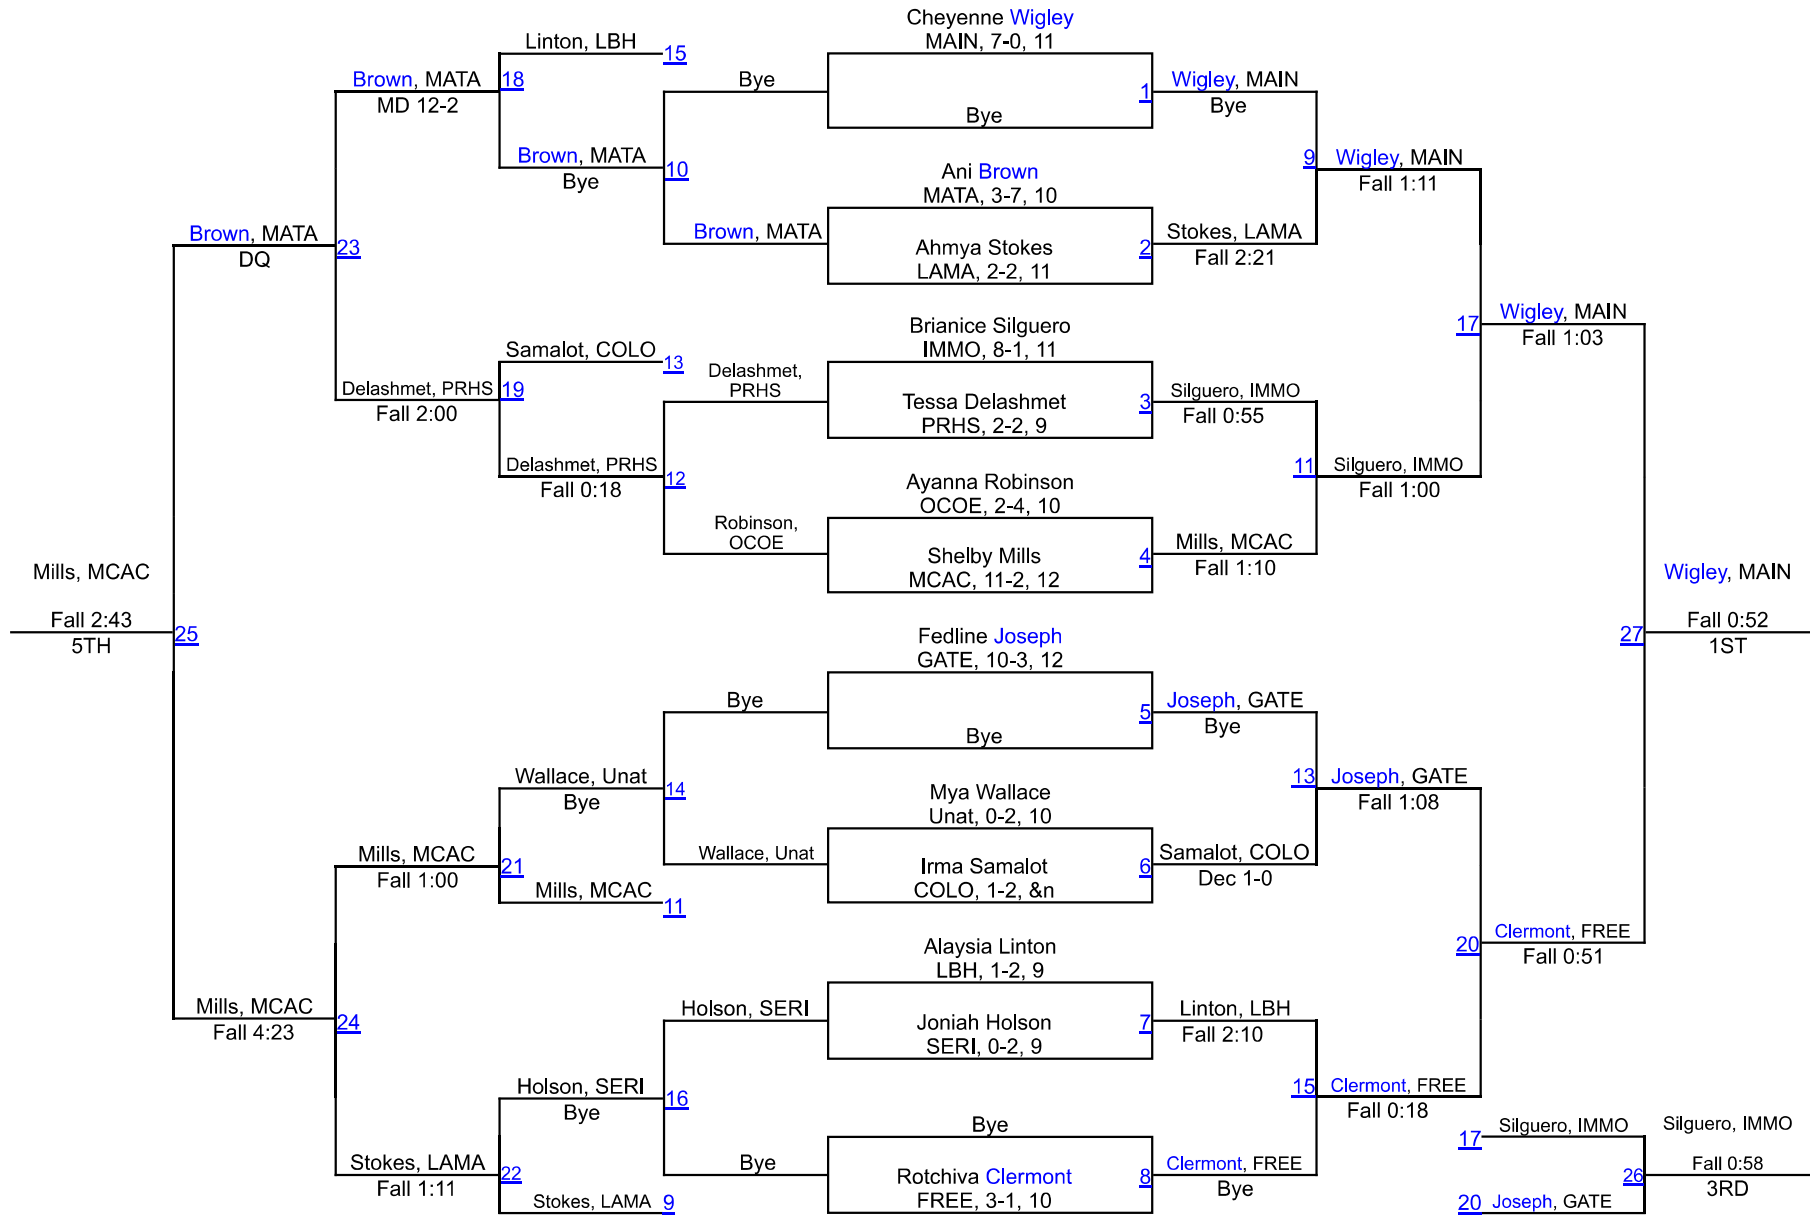 Cheyenne Wigley
MAIN, 7-0, 11
Linton, LBH
15
Brown, MATA
18
MD 12-2
Bye
1
Wigley, MAIN
Bye
Bye
Brown, MATA
Bye
10
9
Wigley, MAIN
Fall 1:11
Ani Brown
MATA, 3-7, 10
Brown, MATA
DQ
23
Brown, MATA
Ahmya Stokes
LAMA, 2-2, 11
2
Stokes, LAMA
Fall 2:21
Brianice Silguero
IMMO, 8-1, 11
17
Wigley, MAIN
Fall 1:03
Samalot, COLO
13
Delashmet, PRHS
19
Fall 2:00
Delashmet,
PRHS
Tessa Delashmet
PRHS, 2-2, 9
3
Silguero, IMMO
Fall 0:55
Delashmet, PRHS
12
Fall 0:18
11
Silguero, IMMO
Fall 1:00
Ayanna Robinson
OCOE, 2-4, 10
Robinson,
OCOE
Shelby Mills
MCAC, 11-2, 12
4
Mills, MCAC
Fall 1:10
Mills, MCAC
Fall 2:43
5TH
25
Wigley, MAIN
Fall 0:52
1ST
27
Fedline Joseph
GATE, 10-3, 12
Bye
5
Joseph, GATE
Bye
Bye
Wallace, Unat
Bye
14
13
Joseph, GATE
Fall 1:08
Mya Wallace
Unat, 0-2, 10
Mills, MCAC
Fall 1:00
21
Mills, MCAC
11
Wallace, Unat
Irma Samalot
COLO, 1-2, &n
6
Samalot, COLO
Dec 1-0
Alaysia Linton
LBH, 1-2, 9
20
Clermont, FREE
Fall 0:51
Mills, MCAC
Fall 4:23
24
Holson, SERI
Joniah Holson
SERI, 0-2, 9
7
Linton, LBH
Fall 2:10
Holson, SERI
Bye
16
15
Clermont, FREE
Fall 0:18
Bye
Stokes, LAMA
Fall 1:11
22
Stokes, LAMA
9
Bye
Rotchiva Clermont
FREE, 3-1, 10
8
Clermont, FREE
Bye
17
Silguero, IMMO
20
Joseph, GATE
26
Silguero, IMMO
Fall 0:58
3RD